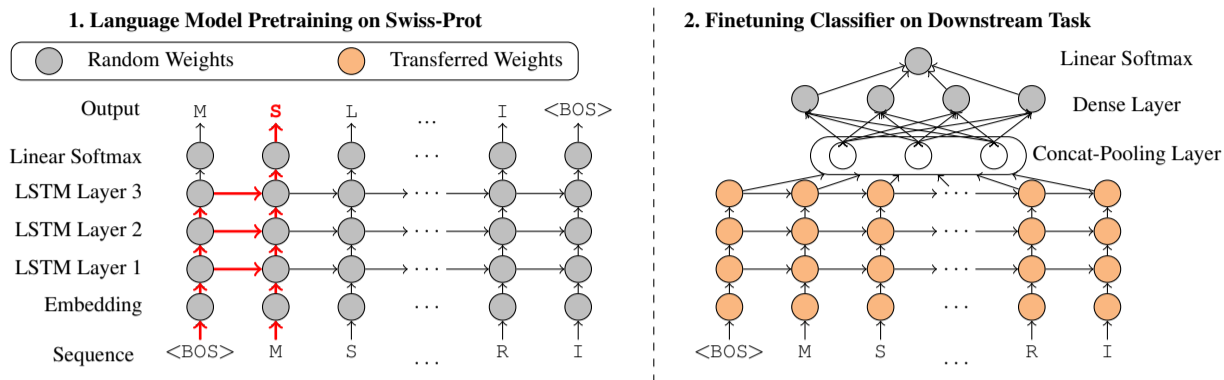 1. Language Model Pretraining on Swiss-Prot
Random Weights
Transferred Weights
Output M S L ... I <BOS>
Linear Softmax ...
LSTM Layer 3 ...
LSTM Layer 2 ...
LSTM Layer 1 ...
Embedding ...
Sequence <BOS> M S ... R I
2. Finetuning Classifier on Downstream Task
Linear Softmax
Dense Layer
Concat-Pooling Layer
...
...
...
...
<BOS> M S ... R I